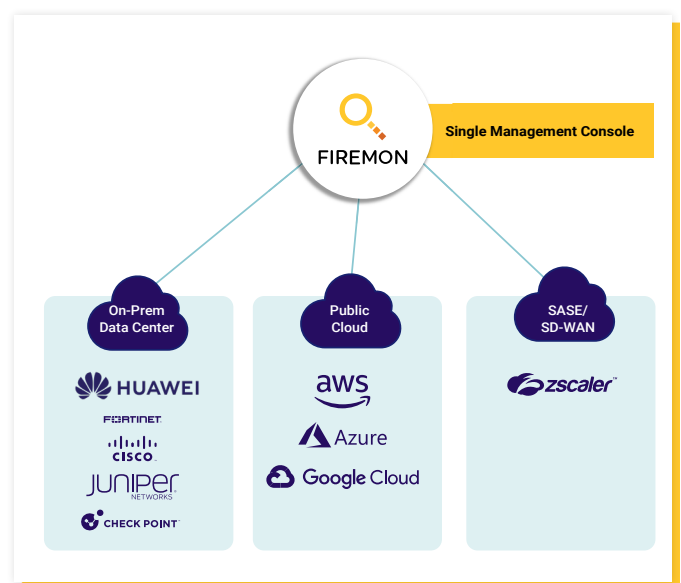 FIREMON
Single Management Console
On-Prem
Data Center
HUAWEI
FORTINET
CISCO
JUNIPER
NETWORKS
CHECK POINT
Public
Cloud
aws
Azure
Google Cloud
SASE/
SD-WAN
zscaler™